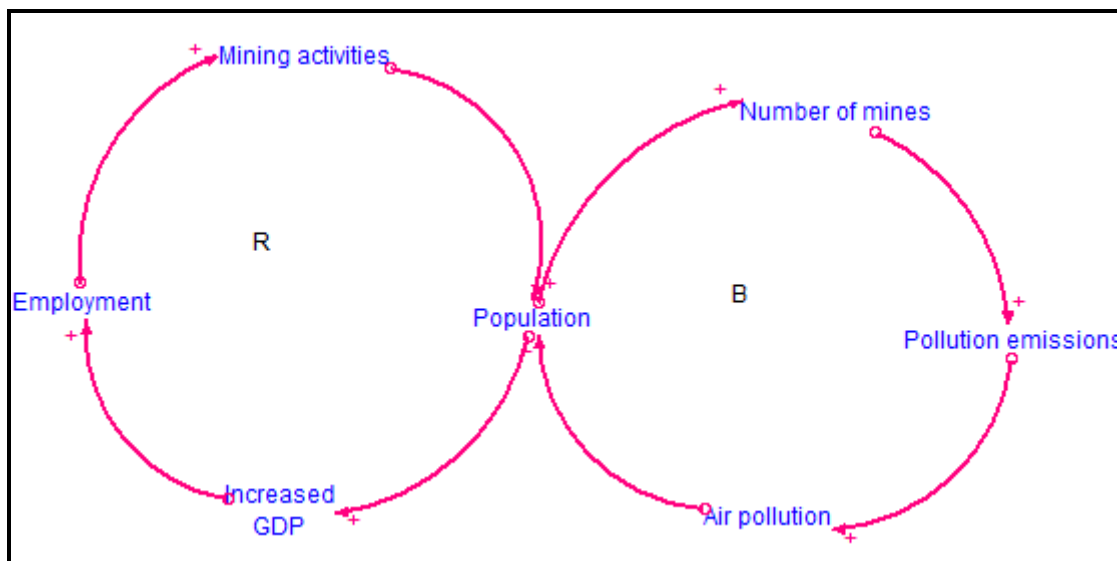 +
Mining activities
+
Number of mines
R
B
+
+
Employment
+
Population
-
Pollution emissions
+
Increased
GDP
+
Air pollution
+